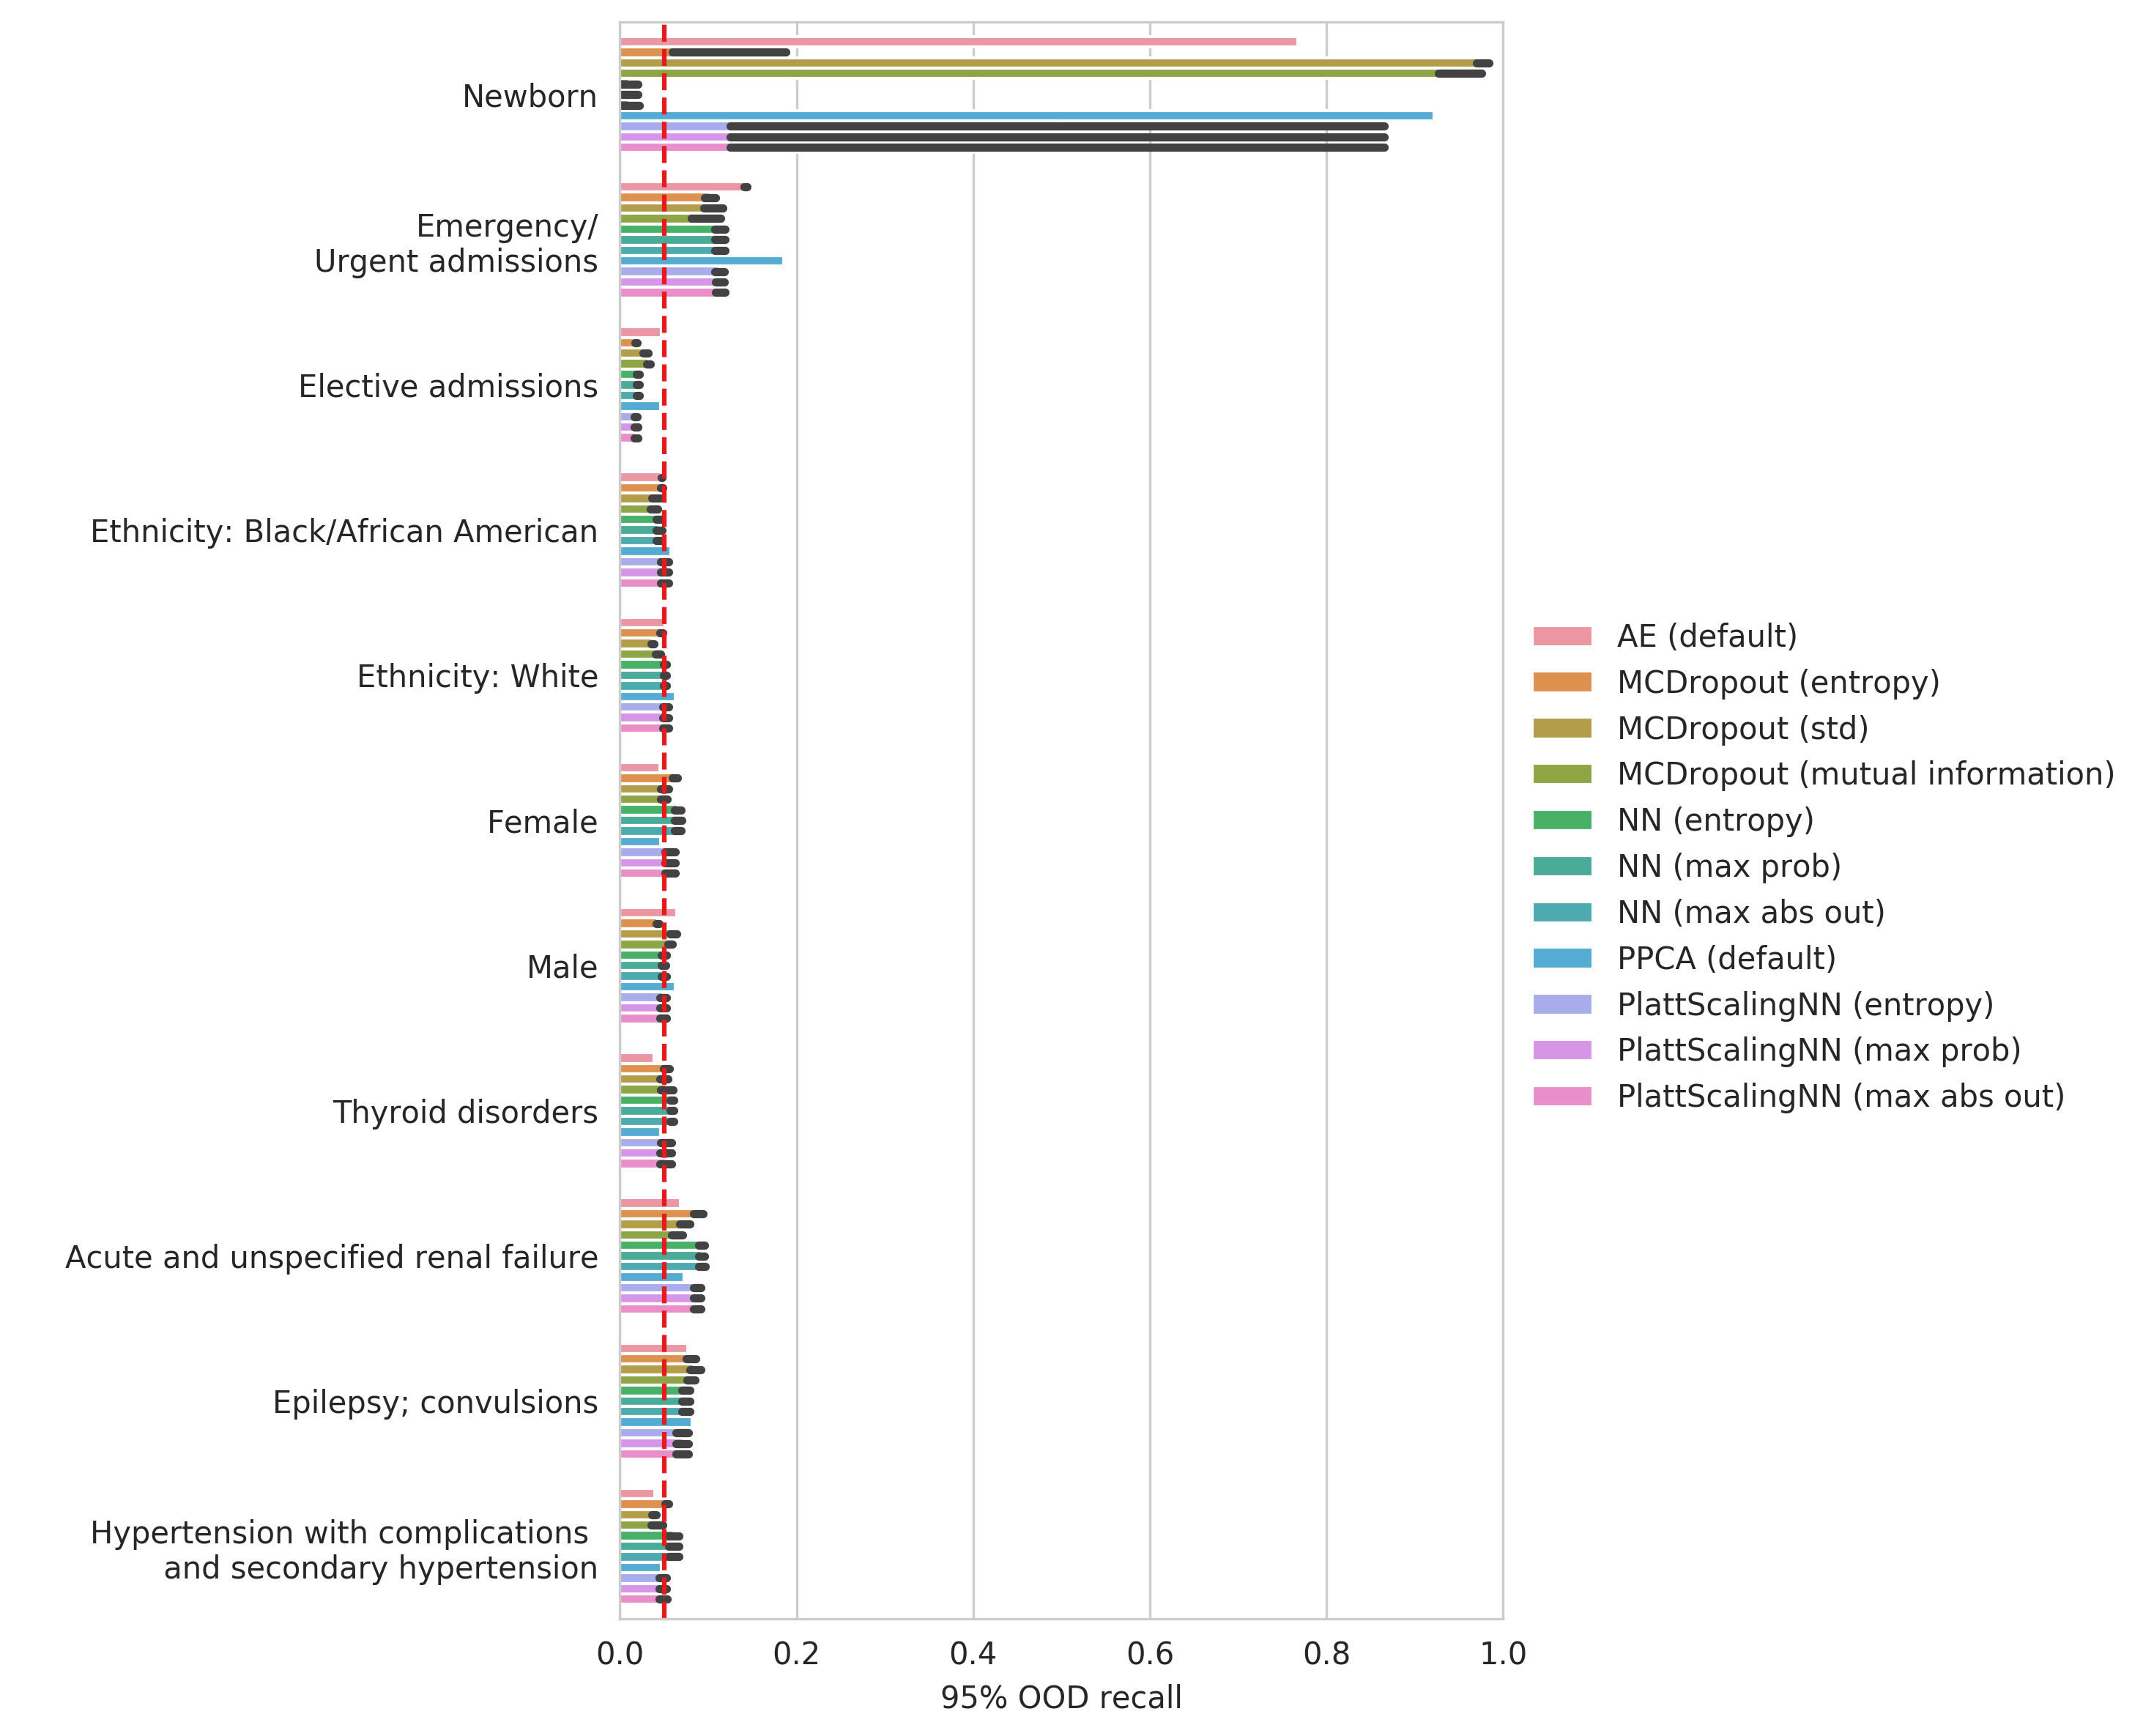 Newborn
Emergency/
Urgent admissions
Elective admissions
Ethnicity: Black/African American
Ethnicity: White
Female
Male
Thyroid disorders
Acute and unspecified renal failure
Epilepsy; convulsions
Hypertension with complications
and secondary hypertension
0.0 0.2 0.4 0.6 0.8 1.0
95% OOD recall
AE (default)
MCDropout (entropy)
MCDropout (std)
MCDropout (mutual information)
NN (entropy)
NN (max prob)
NN (max abs out)
PPCA (default)
PlattScalingNN (entropy)
PlattScalingNN (max prob)
PlattScalingNN (max abs out)